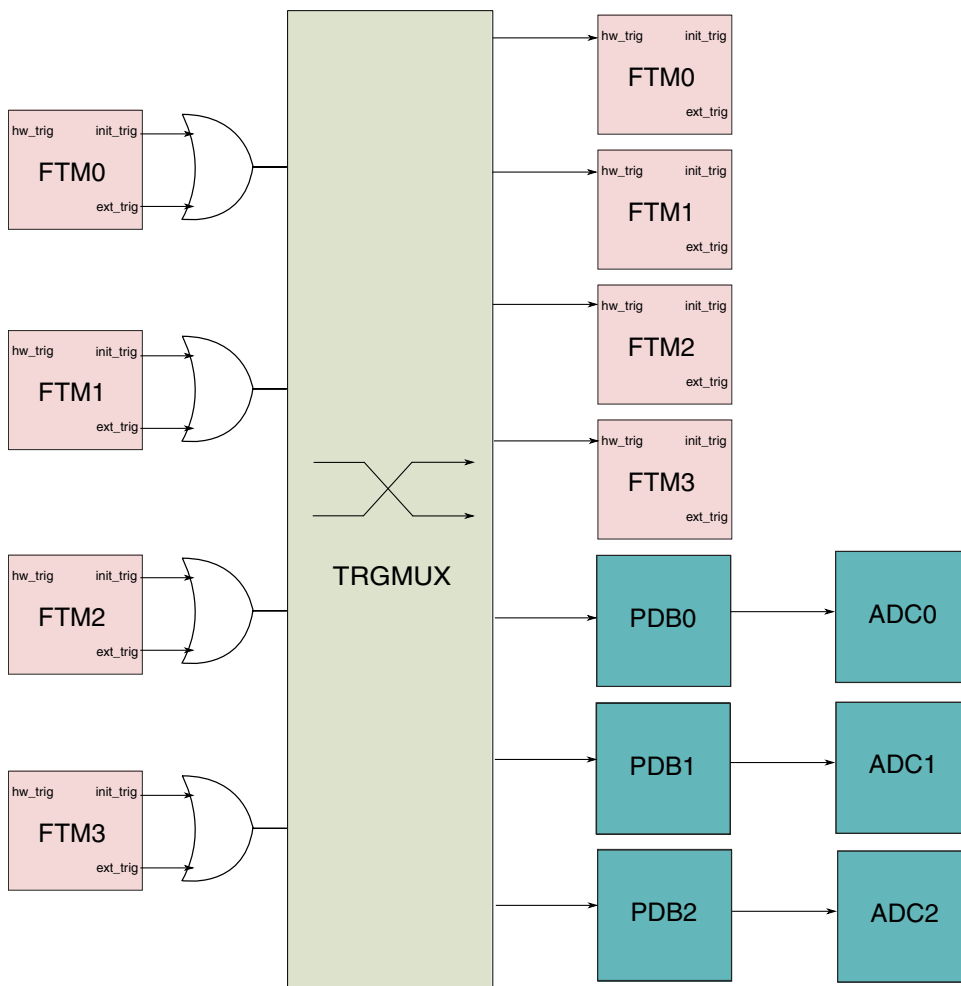 hw_trig init_trig
FTM0
ext_trig
hw_trig init_trig
FTM1
ext_trig
hw_trig init_trig
FTM2
ext_trig
hw_trig init_trig
FTM3
ext_trig
TRGMUX
hw_trig init_trig
FTM0
ext_trig
hw_trig init_trig
FTM1
ext_trig
hw_trig init_trig
FTM2
ext_trig
hw_trig init_trig
FTM3
ext_trig
PDB0
ADC0
PDB1
ADC1
PDB2
ADC2